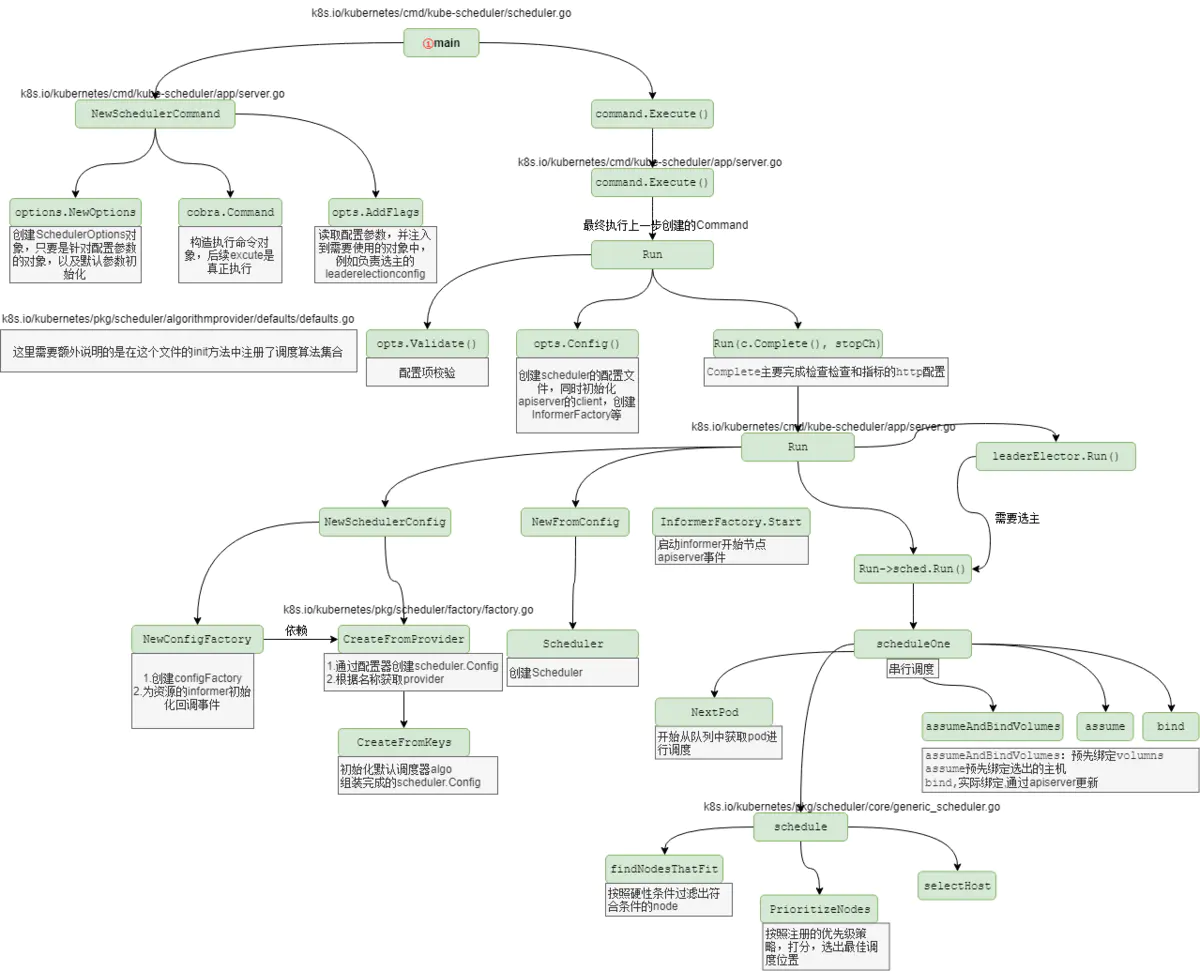 k8s.io/kubernetes/cmd/kube-scheduler/scheduler.go
①main
k8s.io/kubernetes/cmd/kube-scheduler/app/server.go
NewSchedulerCommand
command.Execute()
k8s.io/kubernetes/cmd/kube-scheduler/app/server.go
command.Execute()
options.NewOptions
创建SchedulerOptions对
象，只要是针对配置参数
的对象，以及默认参数初
始化
cobra.Command
构造执行命令对
象，后续excute是
真正执行
opts.AddFlags
读取配置参数，并注入
到需要使用的对象中，
例如负责选主的
leaderelectionconfig
最终执行上一步创建的Command
Run
k8s.io/kubernetes/pkg/scheduler/algorithmprovider/defaults/defaults.go
这里需要额外说明的是在这个文件的init方法中注册了调度算法集合
opts.Validate()
配置项校验
opts.Config()
创建scheduler的配置文
件，同时初始化
apiserver的client，创建
InformerFactory等
Run(c.Complete(), stopCh)
Complete主要完成检查检查和指标的http配置
k8s.io/kubernetes/cmd/kube-scheduler/app/server.go
Run
leaderElector.Run()
需要选主
NewSchedulerConfig
NewFromConfig
InformerFactory.Start
启动informer开始节点
apiserver事件
Run->sched.Run()
k8s.io/kubernetes/pkg/scheduler/factory/factory.go
NewConfigFactory
1.创建configFactory
2.为资源的informer初始
化回调事件
依赖
CreateFromProvider
1.通过配置器创建scheduler.Config
2.根据名称获取provider
Scheduler
创建Scheduler
scheduleOne
串行调度
CreateFromKeys
初始化默认调度器algo
组装完成的scheduler.Config
NextPod
开始从队列中获取pod进
行调度
assumeAndBindVolumes
assume
bind
assumeAndBindVolumes：预先绑定volumns
assume预先绑定选出的主机
bind,实际绑定,通过apiserver更新
k8s.io/kubernetes/pkg/scheduler/core/generic_scheduler.go
schedule
findNodesThatFit
按照硬性条件过滤出符
合条件的node
PrioritizeNodes
按照注册的优先级策
略，打分，选出最佳调
度位置
selectHost